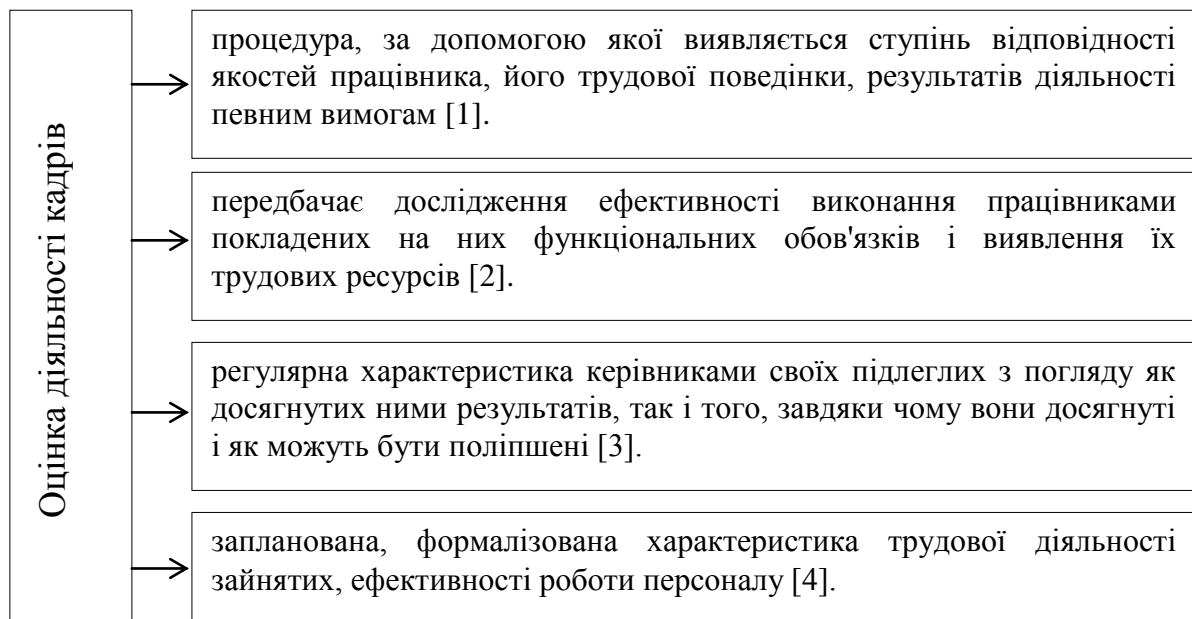 Оцінка діяльності кадрів
процедура, за допомогою якої виявляється ступінь відповідності
якостей працівника, його трудової поведінки, результатів діяльності
певним вимогам [1].
передбачає дослідження ефективності виконання працівниками
покладених на них функціональних обов'язків і виявлення їх
трудових ресурсів [2].
регулярна характеристика керівниками своїх підлеглих з погляду як
досягнутих ними результатів, так і того, завдяки чому вони досягнуті
і як можуть бути поліпшені [3].
запланована, формалізована характеристика трудової діяльності
зайнятих, ефективності роботи персоналу [4].